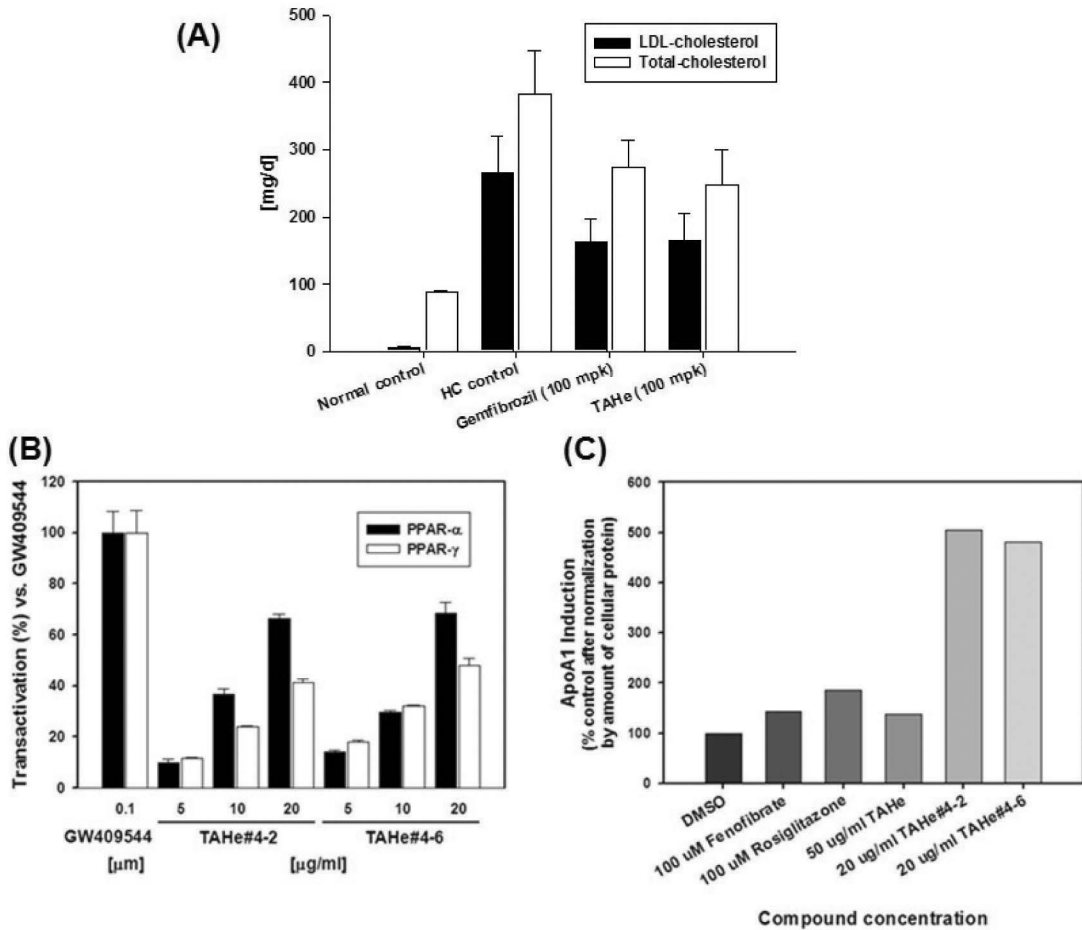 (A)
500
400
300
200
100
0
[mg/d]
LDL-cholesterol
Total-cholesterol
Normal control
HC control
Gemfibrozil (100 mpk)
TAHe (100 mpk)
(B)
Transactivation (%) vs. GW409544
120
100
80
60
40
20
0
PPAR-α
PPAR-γ
0.1 5 10 20 5 10 20
GW409544 TAHe#4-2 TAHe#4-6
[μm] [μg/ml]
(C)
ApoA1 Induction
(% control after normalization
by amount of cellular protein)
600
500
400
300
200
100
0
DMSO
100 uM Fenofibrate
100 uM Rosiglitazone
50 ug/ml TAHe
20 ug/ml TAHe#4-2
20 ug/ml TAHe#4-6
Compound concentration